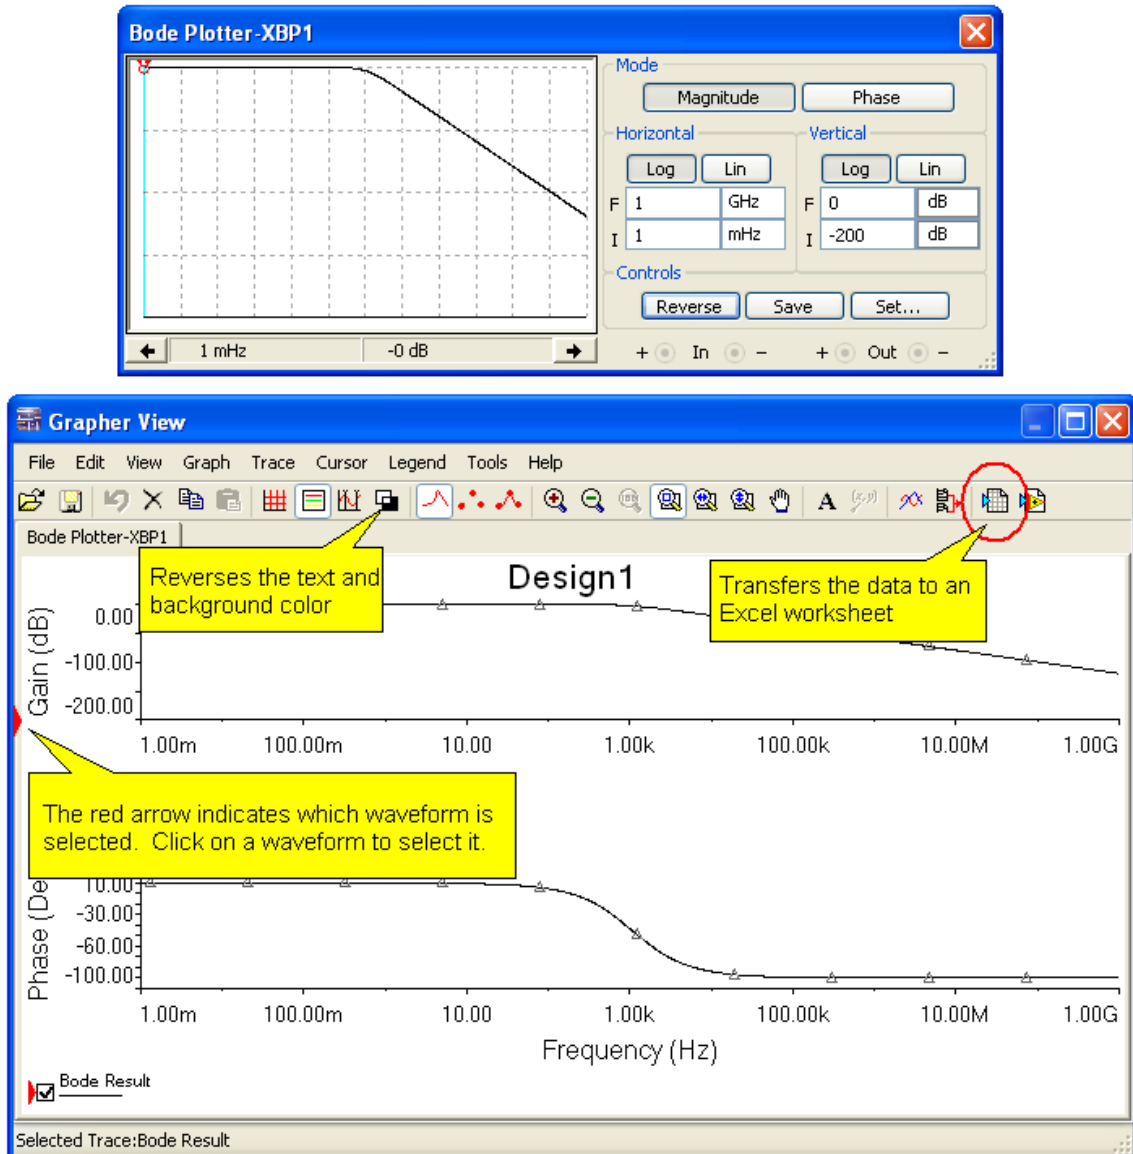 Bode Plotter-XBP1
Mode
Magnitude Phase
Horizontal Vertical
Log Lin Log Lin
F 1 GHz F 0 dB
I 1 mHz I -200 dB
Controls
Reverse Save Set...
1 mHz -0 dB + In - + Out -
Grapher View
File Edit View Graph Trace Cursor Legend Tools Help
Bode Plotter-XBP1
Design1
Reverses the text and
background color
Transfers the data to an
Excel worksheet
Gain (dB)
0.00
-100.00
-200.00
1.00m 100.00m 10.00 1.00k 100.00k 10.00M 1.00G
The red arrow indicates which waveform is
selected. Click on a waveform to select it.
Phase (De
10.00
-30.00
-60.00
-100.00
1.00m 100.00m 10.00 1.00k 100.00k 10.00M 1.00G
Frequency (Hz)
Bode Result
Selected Trace:Bode Result